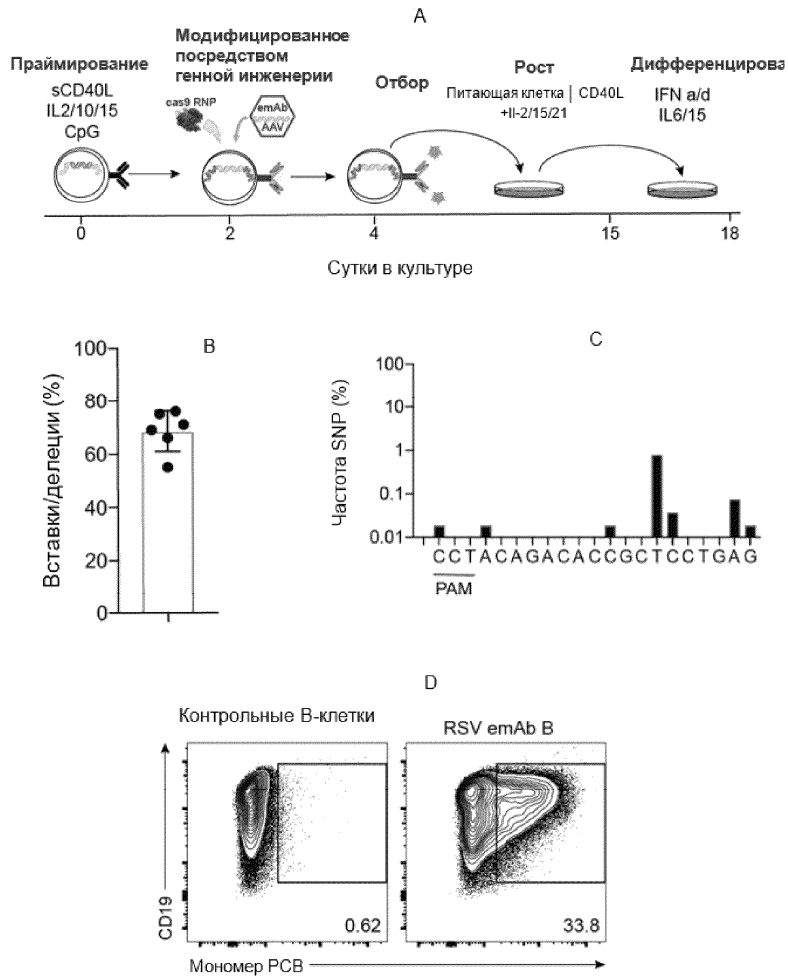 A
Праймирование
sCD40L
IL2/10/15
CpG
Модифицированное
посредством
генной инженерии
cas9 RNP
emAb
AAV
Отбор
Рост
Питающая клетка | CD40L
+Il-2/15/21
Дифференцирова
IFN a/d
IL6/15
0 2 4 15 18
Сутки в культуре
B
Вставки/делеции (%)
100
80
60
40
20
0
C
Частота SNP (%)
100
10
1
0.1
0.01
C C T A C A G A C A C C G C T C C T G A G
PAM
D
Контрольные В-клетки
RSV emAb B
CD19
0.62
33.8
Мономер РСВ